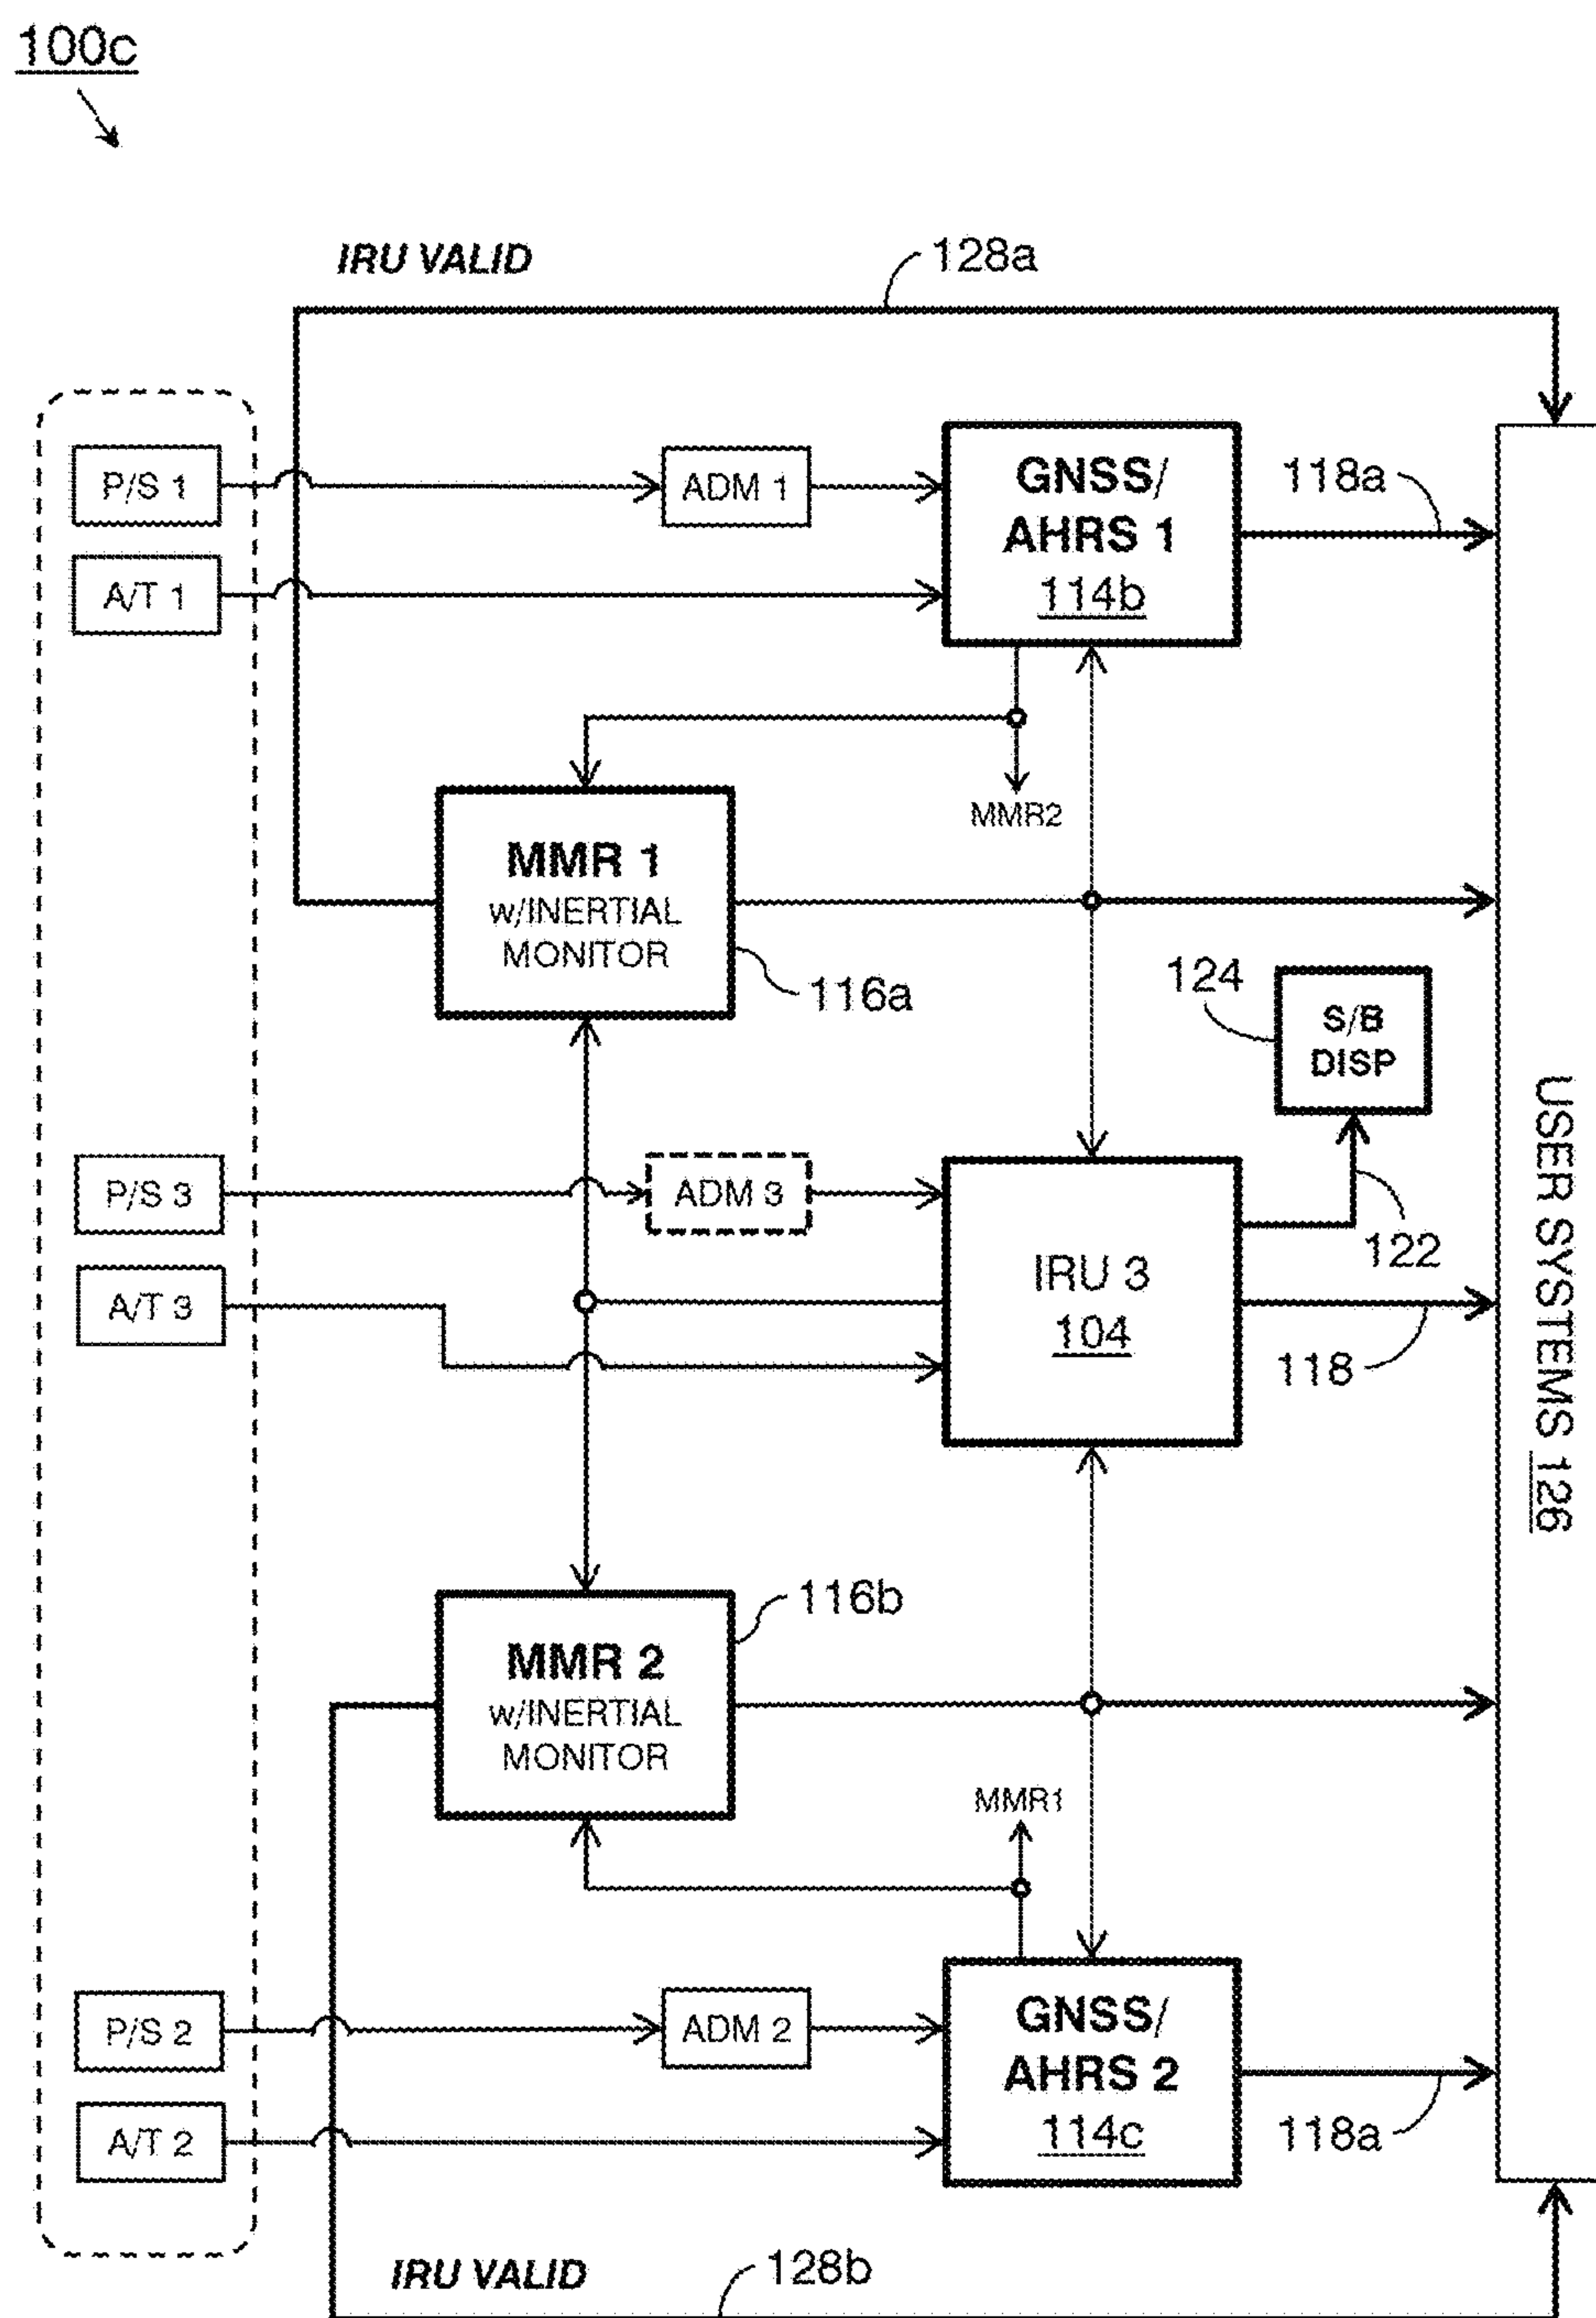 100c
IRU VALID
128a
P/S 1
ADM 1
GNSS/
AHRS 1
114b
118a
A/T 1
MMR2
MMR 1
w/INERTIAL
MONITOR
116a
124
S/B
DISP
P/S 3
ADM 3
122
A/T 3
IRU 3
104
118
USER SYSTEMS 126
116b
MMR 2
w/INERTIAL
MONITOR
MMR1
P/S 2
ADM 2
GNSS/
AHRS 2
114c
118a
A/T 2
IRU VALID
128b